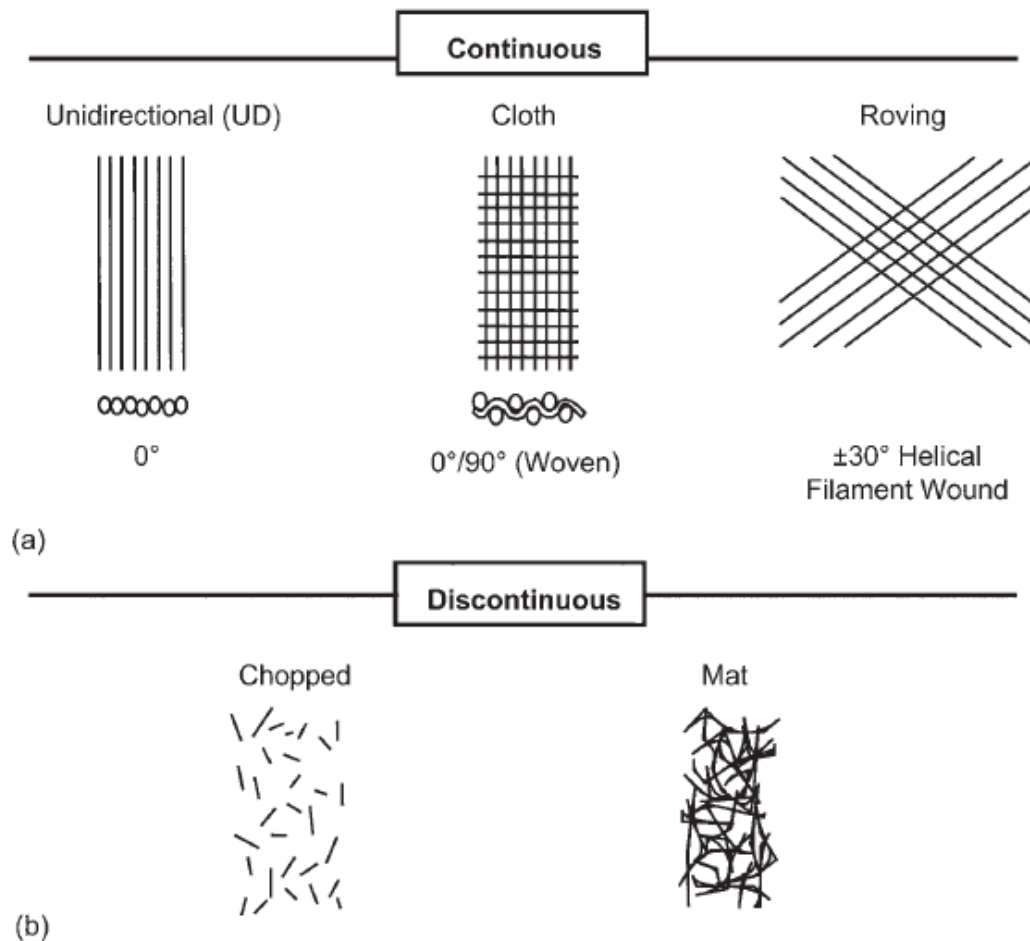 Continuous
Unidirectional (UD)
Cloth
Roving
0°
0°/90° (Woven)
±30° Helical
Filament Wound
(a)
Discontinuous
Chopped
Mat
(b)